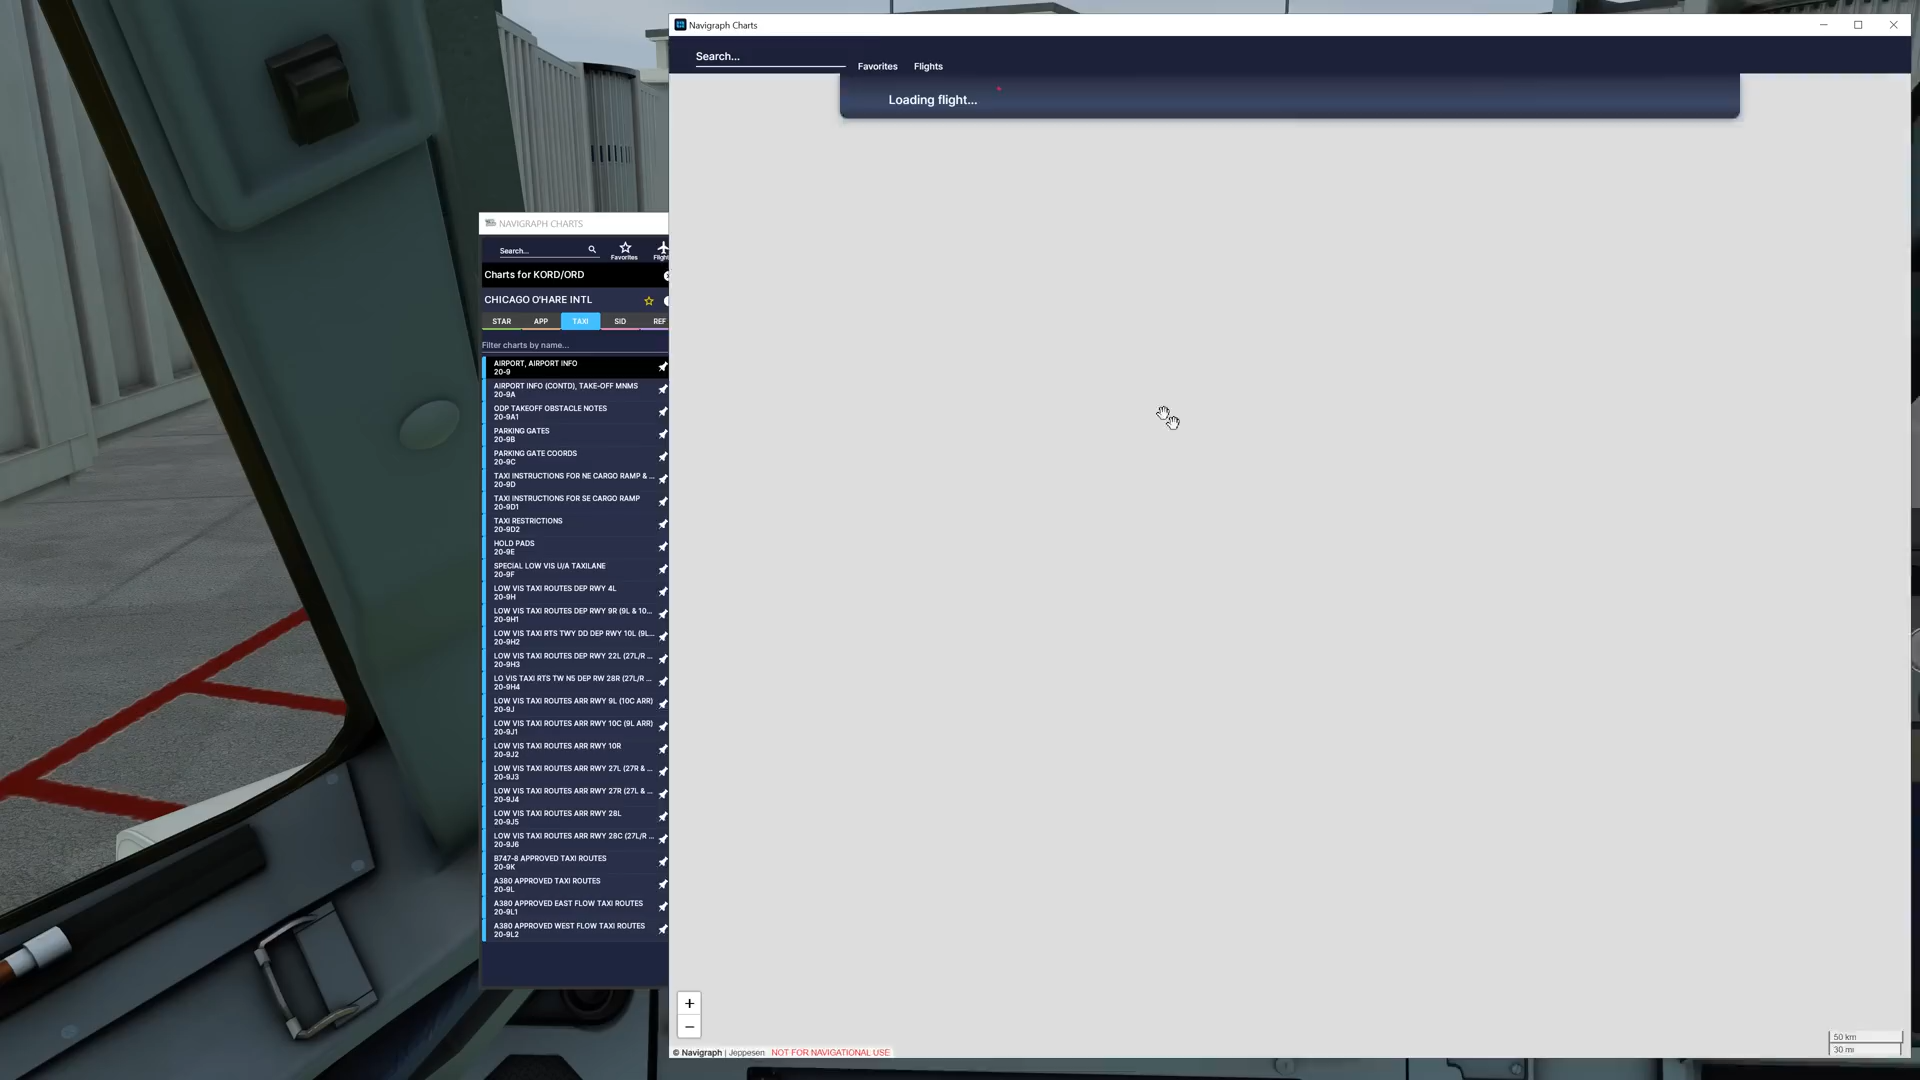 Navigraph Charts
Search...
Favorites
Flights
Loading flight...
NAVIGRAPH CHARTS
Search...
Favorites
Charts for KORD/ORD
CHICAGO O'HARE INTL
STAR
APP
TAXI
SID
REF
Filter charts by name...
AIRPORT, AIRPORT INFO
20-9
AIRPORT INFO (CONTD), TAKE-OFF MNMS
20-9A
ODP TAKEOFF OBSTACLE NOTES
20-9A1
PARKING GATES
20-9B
PARKING GATE COORDS
20-9C
TAXI INSTRUCTIONS FOR NE CARGO RAMP & ...
20-9D
TAXI INSTRUCTIONS FOR SE CARGO RAMP
20-9D1
TAXI RESTRICTIONS
20-9D2
HOLD PADS
20-9E
SPECIAL LOW VIS U/A TAXILANE
20-9F
LOW VIS TAXI ROUTES DEP RWY 4L
20-9H
LOW VIS TAXI ROUTES DEP RWY 9R (9L & 10...
20-9H1
LOW VIS TAXI RTS TWY DD DEP RWY 10L (9L...
20-9H2
LOW VIS TAXI ROUTES DEP RWY 22L (27L/R ...
20-9H3
LO VIS TAXI RTS TW N5 DEP RW 28R (27L/R ...
20-9H4
LOW VIS TAXI ROUTES ARR RWY 9L (10C ARR)
20-9J
LOW VIS TAXI ROUTES ARR RWY 10C (9L ARR)
20-9J1
LOW VIS TAXI ROUTES ARR RWY 10R
20-9J2
LOW VIS TAXI ROUTES ARR RWY 27L (27R & ...
20-9J3
LOW VIS TAXI ROUTES ARR RWY 27R (27L & ...
20-9J4
LOW VIS TAXI ROUTES ARR RWY 28L
20-9J5
LOW VIS TAXI ROUTES ARR RWY 28C (27L/R ...
20-9J6
B747-8 APPROVED TAXI ROUTES
20-9K
A380 APPROVED TAXI ROUTES
20-9L
A380 APPROVED EAST FLOW TAXI ROUTES
20-9L1
A380 APPROVED WEST FLOW TAXI ROUTES
20-9L2
+
−
© Navigraph | Jeppesen NOT FOR NAVIGATIONAL USE
50 km
30 mi